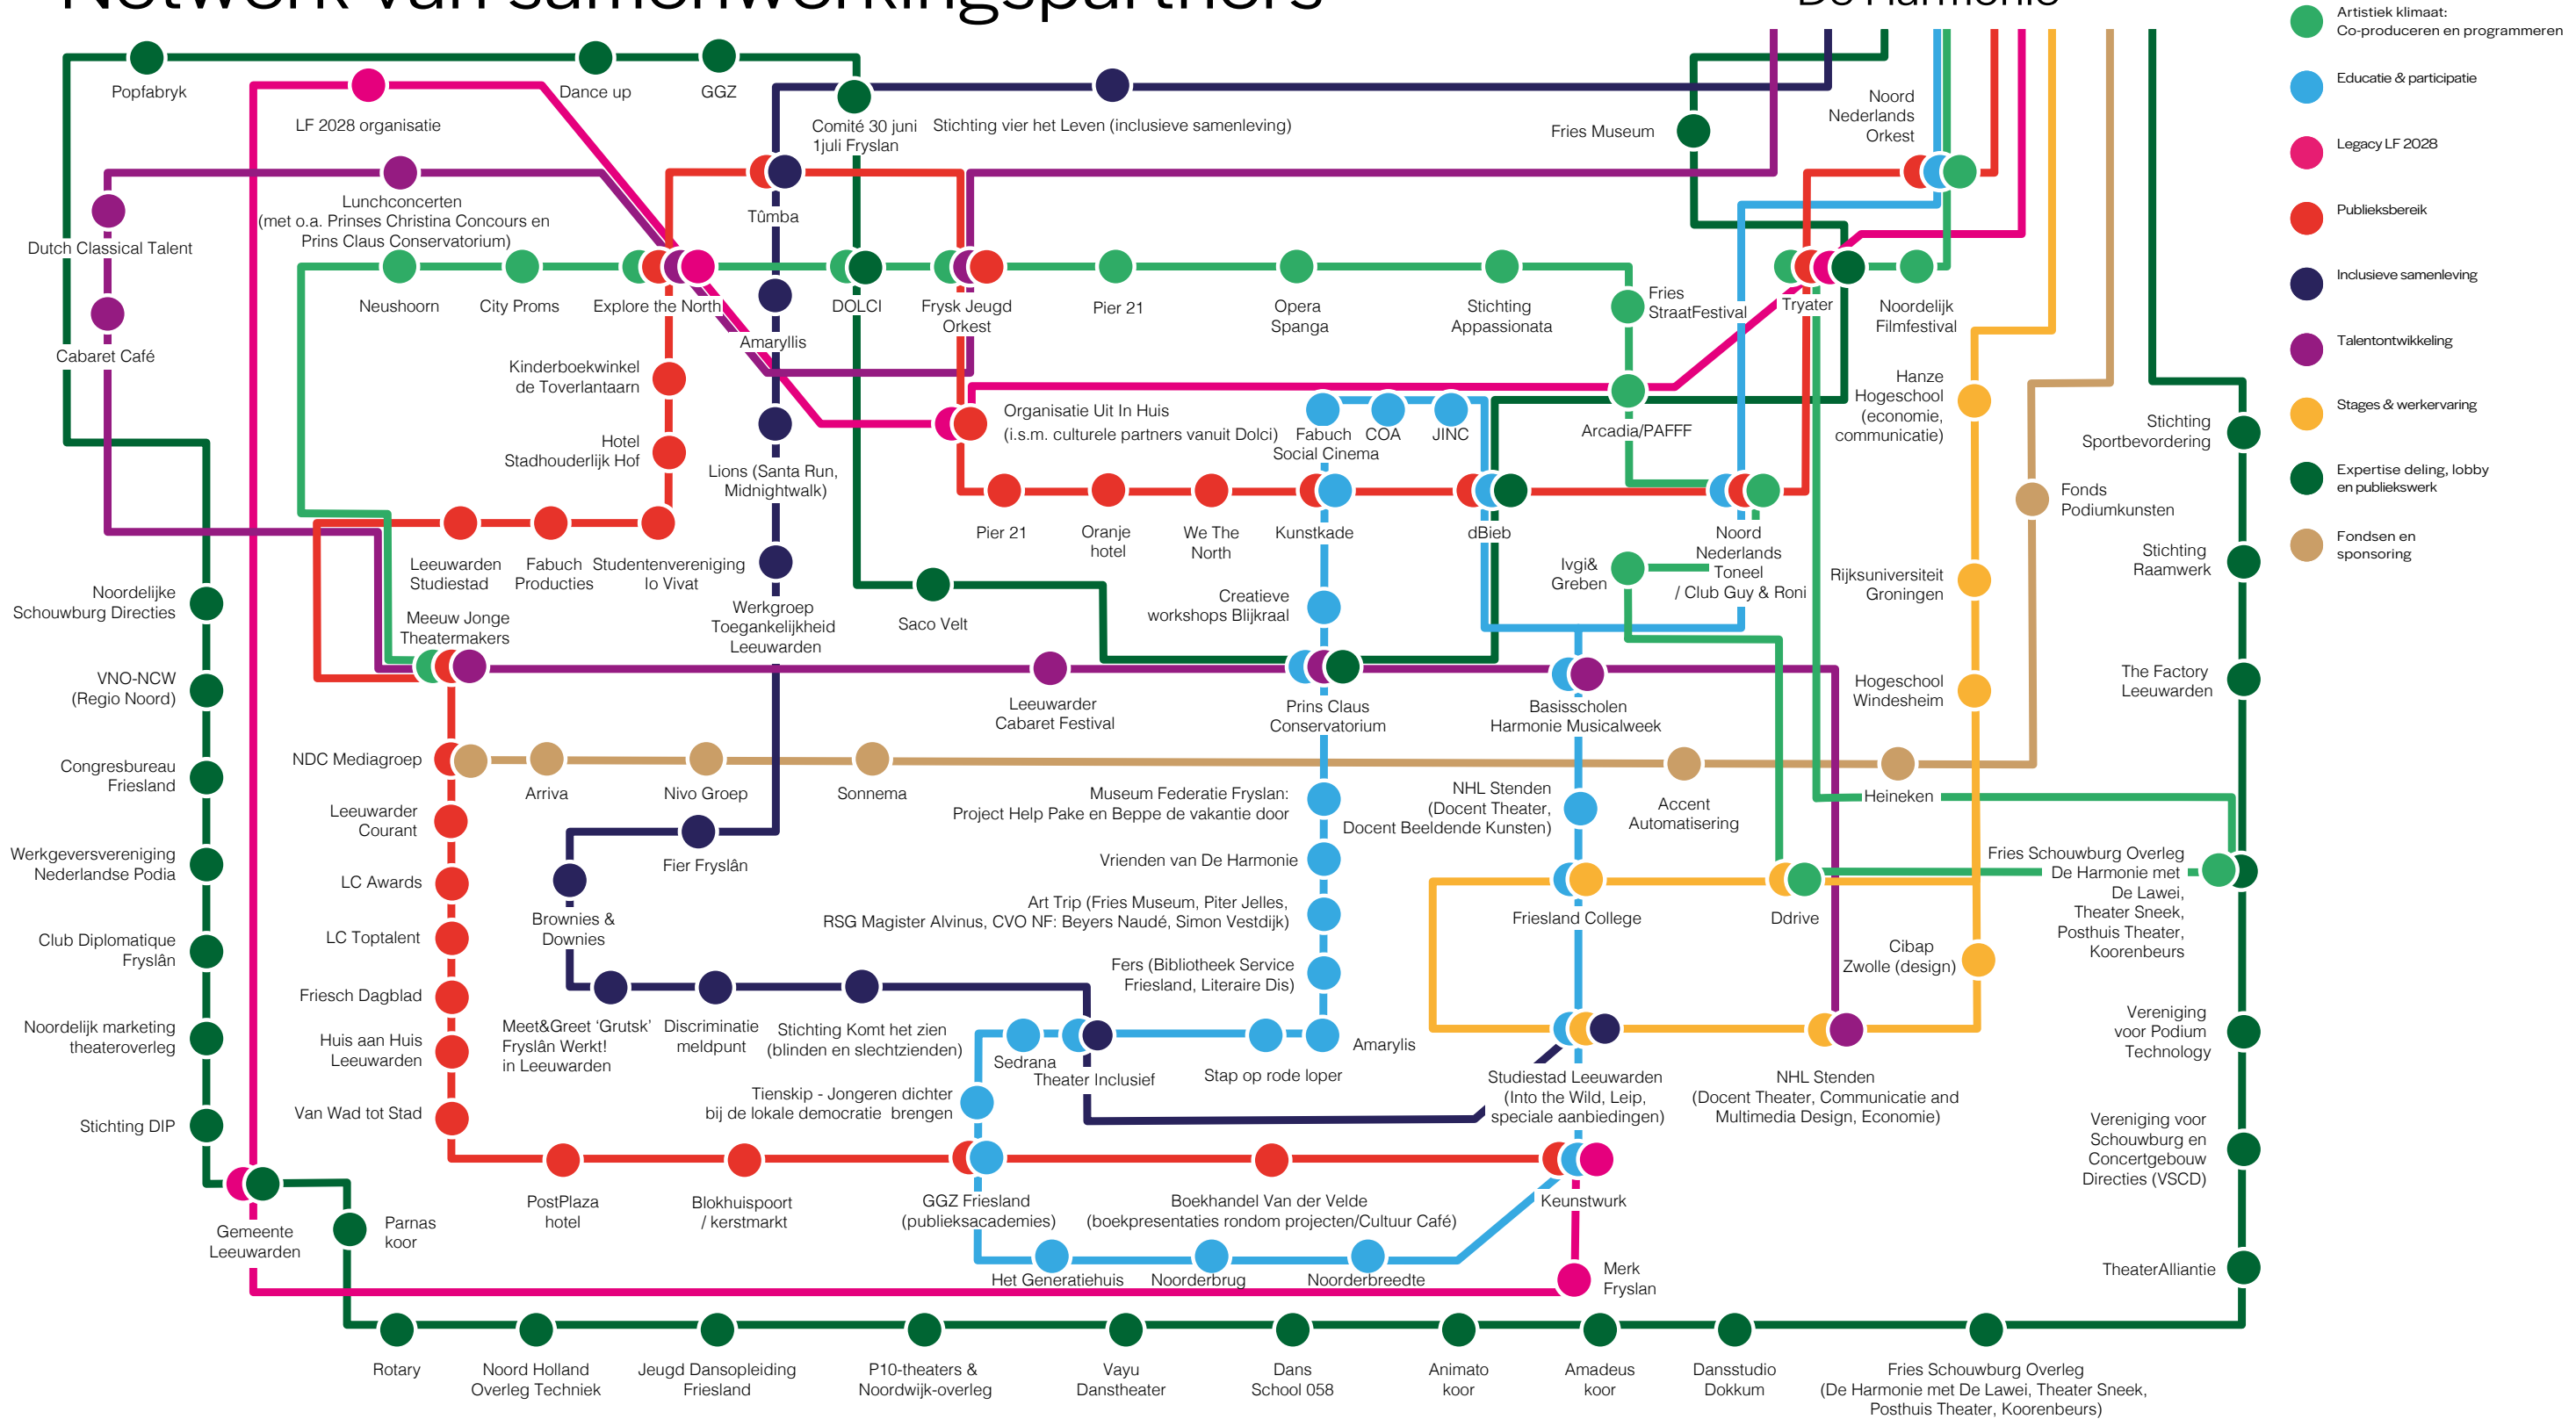 Netwerk van samenwerkingspartners
De Harmonie
Artistiek klimaat:
Co-produceren en programmeren
Educatie & participatie
Legacy LF 2028
Publieksbereik
Inclusieve samenleving
Talentontwikkeling
Stages & werkervaring
Expertise deling, lobby
en publiekswerk
Fondsen en
sponsoring
Popfabryk
Dance up
GGZ
LF 2028 organisatie
Comité 30 juni
1juli Fryslan
Stichting vier het Leven (inclusieve samenleving)
Fries Museum
Noord
Nederlands
Orkest
Lunchconcerten
(met o.a. Prinses Christina Concours en
Prins Claus Conservatorium)
Tûmba
Dutch Classical Talent
Cabaret Café
Neushoorn
City Proms
Explore the North
Amaryllis
DOLCI
Frysk Jeugd
Orkest
Pier 21
Opera
Spanga
Stichting
Appassionata
Fries
StraatFestival
Tryater
Noordelijk
Filmfestival
Kinderboekwinkel
de Toverlantaarn
Hotel
Stadhouderlijk Hof
Lions (Santa Run,
Midnightwalk)
Organisatie Uit In Huis
(i.s.m. culturele partners vanuit Dolci)
Fabuch
Social Cinema
COA
JINC
Arcadia/PAFFF
Hanze
Hogeschool
(economie,
communicatie)
Stichting
Sportbevordering
Fonds
Podiumkunsten
Leeuwarden
Studiestad
Fabuch
Producties
Studentenvereniging
Io Vivat
Pier 21
Oranje
hotel
We The
North
Kunstkade
dBieb
Noord
Nederlands
Toneel
/ Club Guy & Roni
Ivgi&
Greben
Rijksuniversiteit
Groningen
Stichting
Raamwerk
Noordelijke
Schouwburg Directies
Meeuw Jonge
Theatermakers
Werkgroep
Toegankelijkheid
Leeuwarden
Saco Velt
Creatieve
workshops Blijkraal
VNO-NCW
(Regio Noord)
Leeuwarder
Cabaret Festival
Prins Claus
Conservatorium
Basisscholen
Harmonie Musicalweek
Hogeschool
Windesheim
The Factory
Leeuwarden
Congresbureau
Friesland
NDC Mediagroep
Arriva
Nivo Groep
Sonnema
Accent
Automatisering
Heineken
Leeuwarder
Courant
Museum Federatie Fryslan:
Project Help Pake en Beppe de vakantie door
NHL Stenden
(Docent Theater,
Docent Beeldende Kunsten)
Werkgeversvereniging
Nederlandse Podia
Fier Fryslân
Vrienden van De Harmonie
Fries Schouwburg Overleg
De Harmonie met
De Lawei,
Theater Sneek,
Posthuis Theater,
Koorenbeurs
LC Awards
Brownies &
Downies
Art Trip (Fries Museum, Piter Jelles,
RSG Magister Alvinus, CVO NF: Beyers Naudé, Simon Vestdijk)
Friesland College
Ddrive
Club Diplomatique
Fryslân
LC Toptalent
Cibap
Zwolle (design)
Fers (Bibliotheek Service
Friesland, Literaire Dis)
Friesch Dagblad
Noordelijk marketing
theateroverleg
Huis aan Huis
Leeuwarden
Meet&Greet ‘Grutsk’
Fryslân Werkt!
in Leeuwarden
Discriminatie
meldpunt
Stichting Komt het zien
(blinden en slechtzienden)
Sedrana
Theater Inclusief
Stap op rode loper
Amarylis
Vereniging
voor Podium
Technology
Studiestad Leeuwarden
(Into the Wild, Leip,
speciale aanbiedingen)
NHL Stenden
(Docent Theater, Communicatie and
Multimedia Design, Economie)
Stichting DIP
Van Wad tot Stad
Tienskip - Jongeren dichter
bij de lokale democratie brengen
Vereniging voor
Schouwburg en
Concertgebouw
Directies (VSCD)
PostPlaza
hotel
Blokhuispoort
/ kerstmarkt
GGZ Friesland
(publieksacademies)
Boekhandel Van der Velde
(boekpresentaties rondom projecten/Cultuur Café)
Keunstwurk
Gemeente
Leeuwarden
Parnas
koor
Het Generatiehuis
Noorderbrug
Noorderbreedte
Merk
Fryslan
TheaterAlliantie
Rotary
Noord Holland
Overleg Techniek
Jeugd Dansopleiding
Friesland
P10-theaters &
Noordwijk-overleg
Vayu
Danstheater
Dans
School 058
Animato
koor
Amadeus
koor
Dansstudio
Dokkum
Fries Schouwburg Overleg
(De Harmonie met De Lawei, Theater Sneek,
Posthuis Theater, Koorenbeurs)